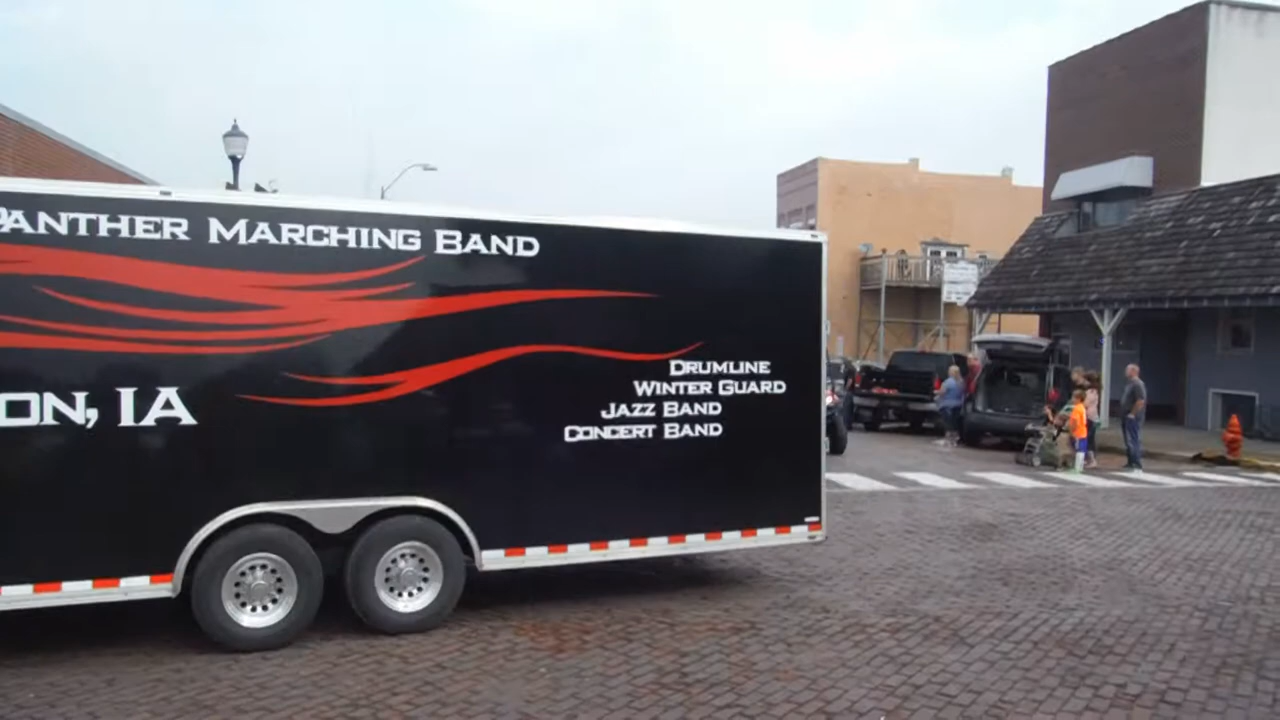 PANTHER MARCHING BAND
ON, IA
DRUMLINE
WINTER GUARD
JAZZ BAND
CONCERT BAND